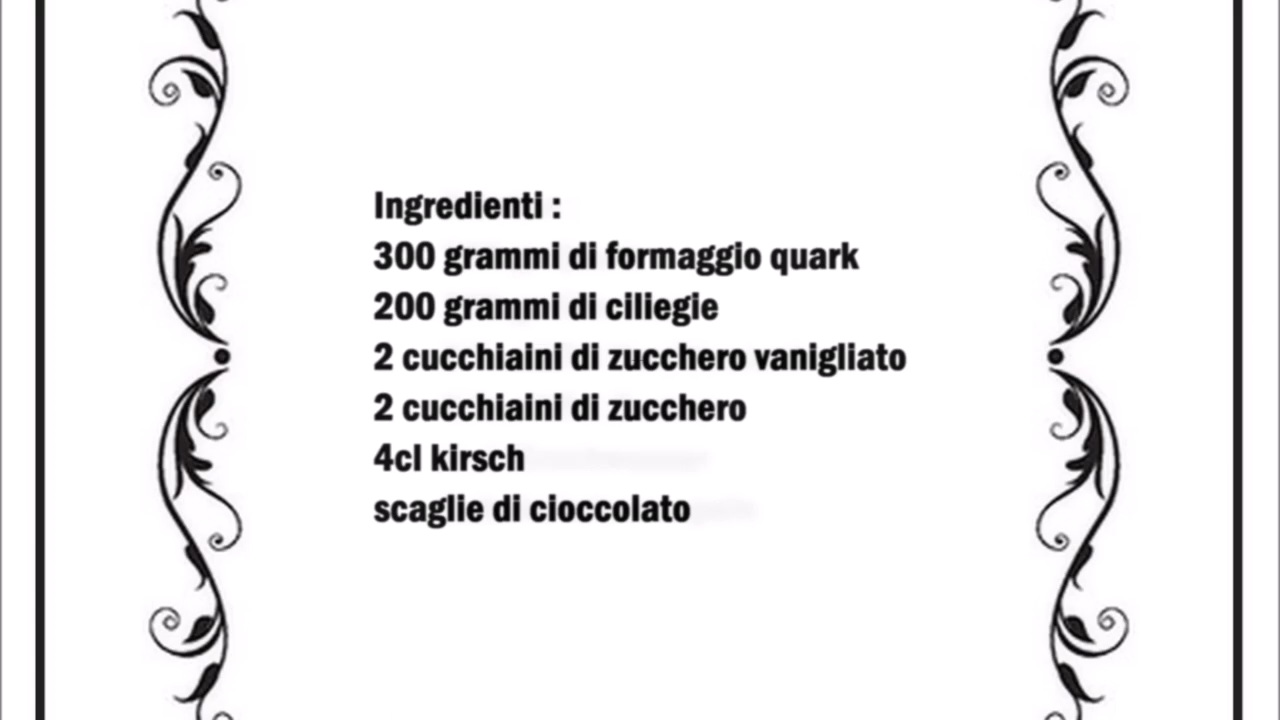 Ingredienti :
300 grammi di formaggio quark
200 grammi di ciliegie
2 cucchiaini di zucchero vanigliato
2 cucchiaini di zucchero
4cl kirsch
scaglie di cioccolato